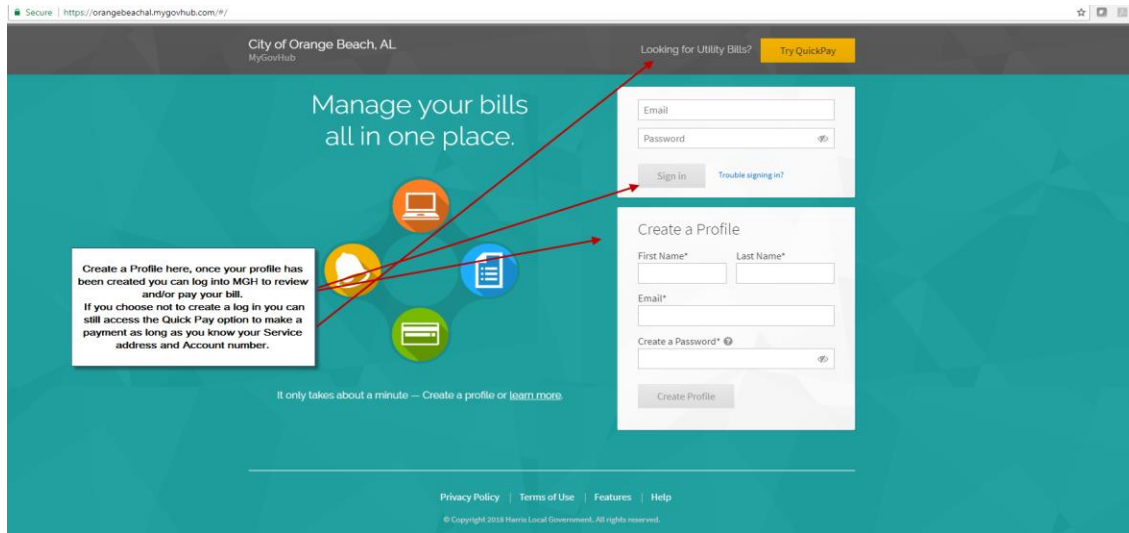 Secure | https://orangebeachal.mygovhub.com/#/
City of Orange Beach, AL
MyGovHub
Looking for Utility Bills?
Try QuickPay
Manage your bills
all in one place.
Email
Password
Sign in
Trouble signing in?
Create a Profile
First Name*
Last Name*
Email*
Create a Password*
Create Profile
Create a Profile here, once your profile has
been created you can log into MGH to review
and/or pay your bill.
If you choose not to create a log in you can
still access the Quick Pay option to make a
payment as long as you know your Service
address and Account number.
It only takes about a minute — Create a profile or learn more.
Privacy Policy | Terms of Use | Features | Help
© Copyright 2018 Harris Local Government. All rights reserved.